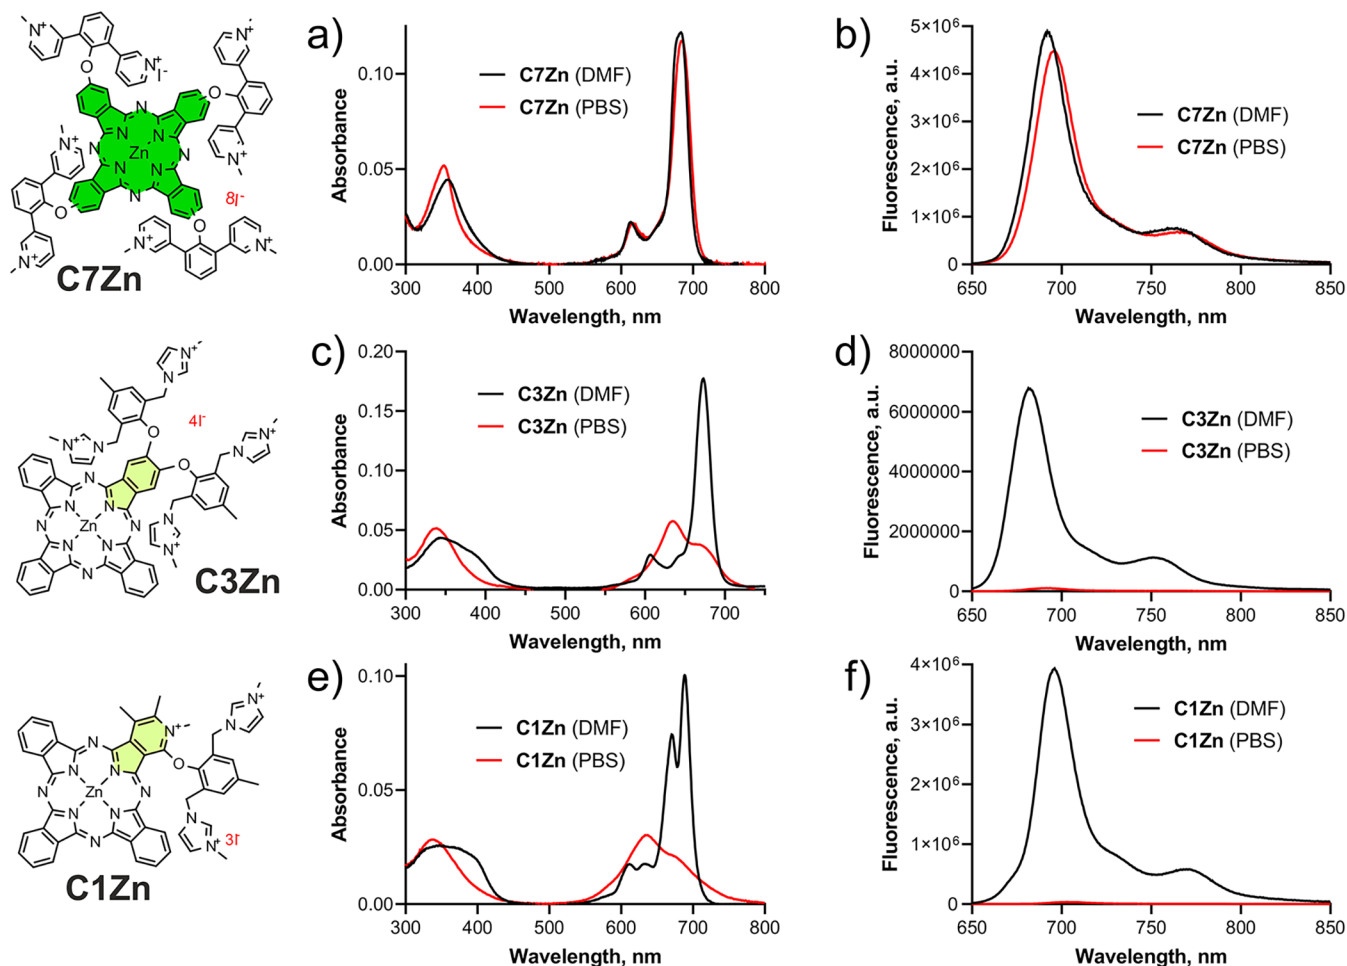 a)
C7Zn (DMF)
C7Zn (PBS)
Absorbance
0.10
0.05
0.00
300 400 500 600 700 800
Wavelength, nm
b)
C7Zn (DMF)
C7Zn (PBS)
Fluorescence, a.u.
5×10⁶
4×10⁶
3×10⁶
2×10⁶
1×10⁶
0
650 700 750 800 850
Wavelength, nm
Zn
8I⁻
I⁻
C7Zn
c)
C3Zn (DMF)
C3Zn (PBS)
Absorbance
0.20
0.15
0.10
0.05
0.00
300 400 500 600 700
Wavelength, nm
d)
C3Zn (DMF)
C3Zn (PBS)
Fluorescence, a.u.
8000000
6000000
4000000
2000000
0
650 700 750 800 850
Wavelength, nm
4I⁻
Zn
C3Zn
e)
C1Zn (DMF)
C1Zn (PBS)
Absorbance
0.10
0.05
0.00
300 400 500 600 700 800
Wavelength, nm
f)
C1Zn (DMF)
C1Zn (PBS)
Fluorescence, a.u.
4×10⁶
3×10⁶
2×10⁶
1×10⁶
0
650 700 750 800 850
Wavelength, nm
Zn
3I⁻
C1Zn